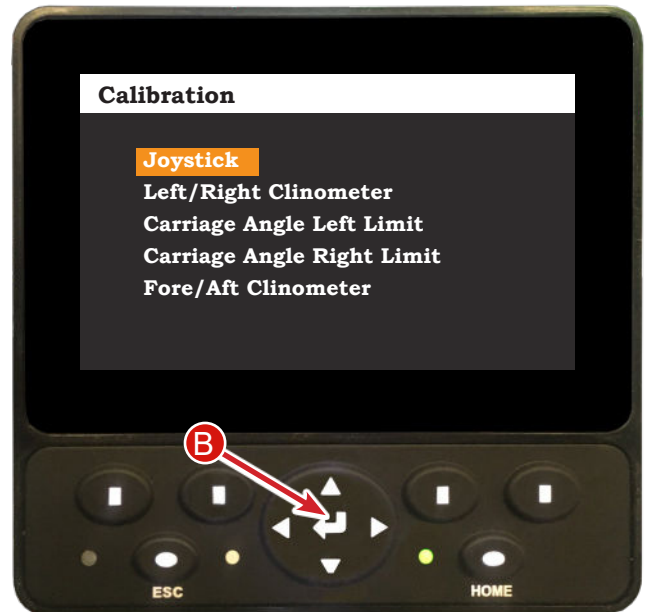 Calibration
Joystick
Left/Right Clinometer
Carriage Angle Left Limit
Carriage Angle Right Limit
Fore/Aft Clinometer
B
ESC
HOME